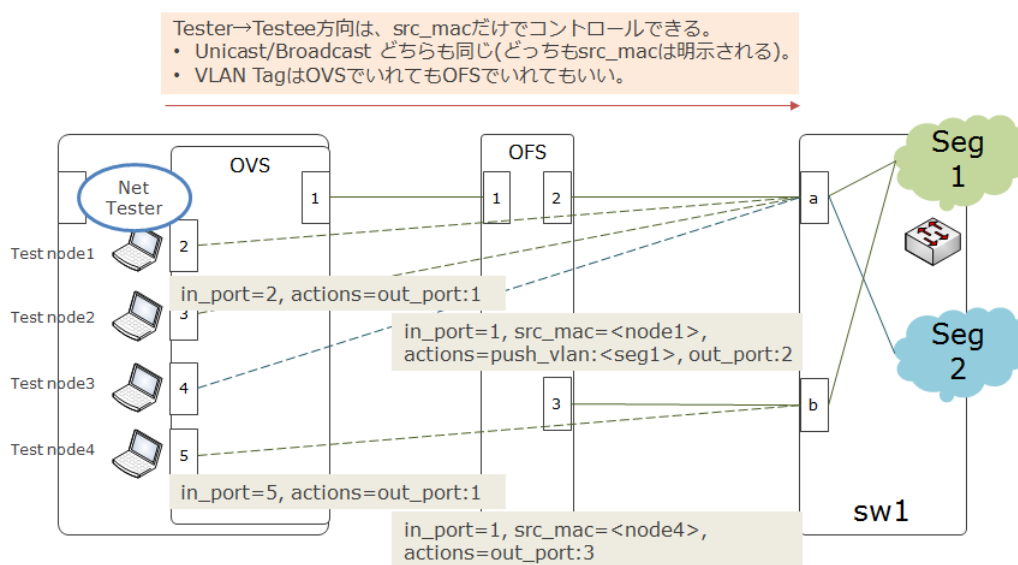 Tester→Testee方向は、src_macだけでコントロールできる。
• Unicast/Broadcast どちらも同じ(どっちもsrc_macは明示される)。
• VLAN TagはOVSでいれてもOFSでいれてもいい。
OVS
OFS
Seg
1
Net
Tester
1
1
2
a
Test node1
2
in_port=2, actions=out_port:1
Test node2
3
in_port=1, src_mac=<node1>,
actions=push_vlan:<seg1>, out_port:2
Seg
2
Test node3
4
3
b
Test node4
5
in_port=5, actions=out_port:1
sw1
in_port=1, src_mac=<node4>,
actions=out_port:3